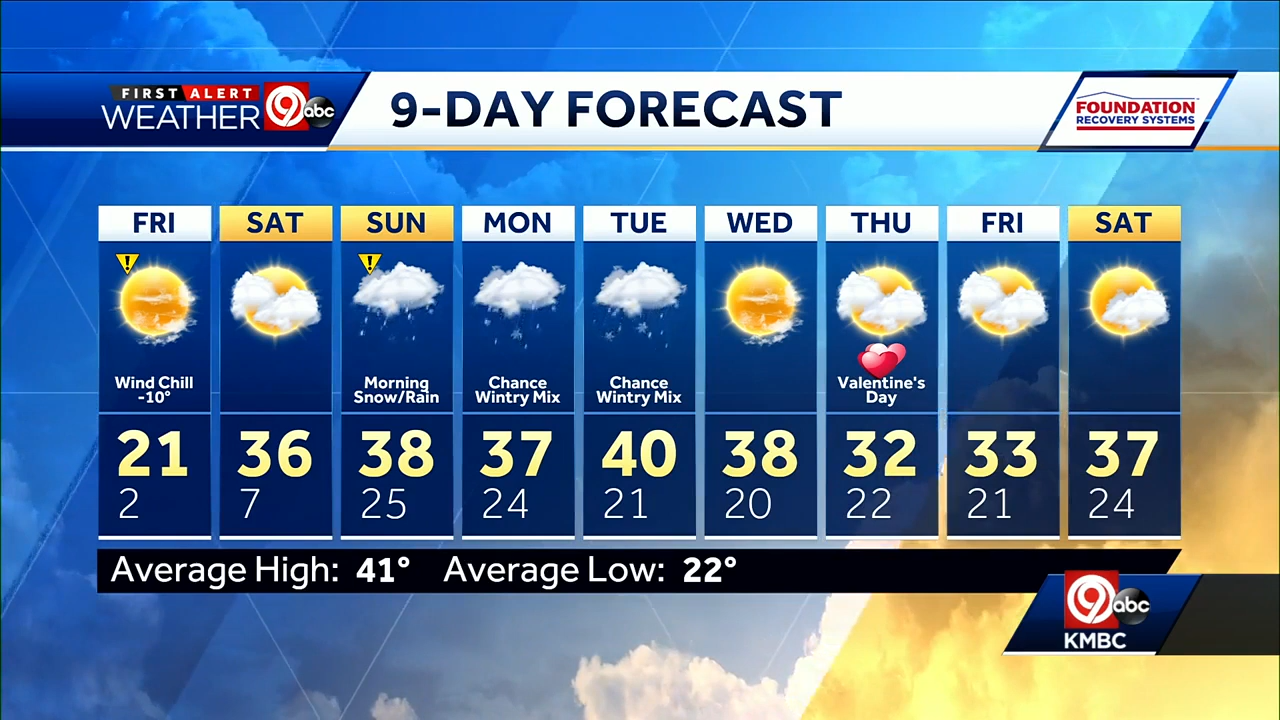 FIRST ALERT
WEATHER 9 abc
9-DAY FORECAST
FOUNDATION
RECOVERY SYSTEMS
FRI SAT SUN MON TUE WED THU FRI SAT
! !
Wind Chill Morning Chance Chance Valentine's
-10° Snow/Rain Wintry Mix Wintry Mix Day
21 36 38 37 40 38 32 33 37
2 7 25 24 21 20 22 21 24
Average High: 41° Average Low: 22°
9 abc
KMBC